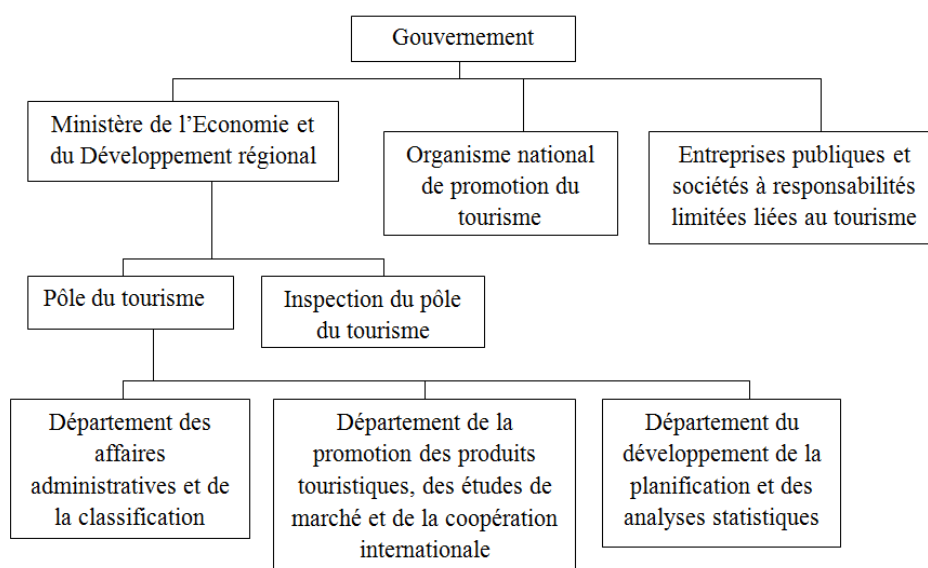 Gouvernement
Ministère de l’Economie et
du Développement régional
Organisme national
de promotion du
tourisme
Entreprises publiques et
sociétés à responsabilités
limitées liées au tourisme
Pôle du tourisme
Inspection du pôle
du tourisme
Département des
affaires
administratives et de
la classification
Département de la
promotion des produits
touristiques, des études de
marché et de la coopération
internationale
Département du
développement de la
planification et des
analyses statistiques